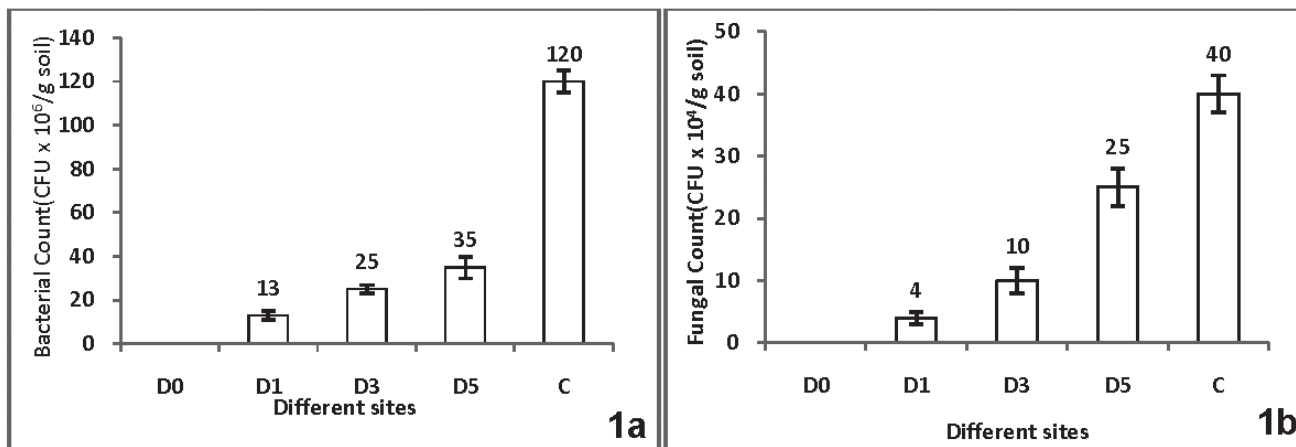 Bacterial Count(CFU x 10⁶/g soil)
140
120
100
80
60
40
20
0
13
25
35
120
D0 D1 D3 D5 C
Different sites
1a
Fungal Count(CFU x 10⁴/g soil)
50
40
30
20
10
0
4
10
25
40
D0 D1 D3 D5 C
Different sites
1b